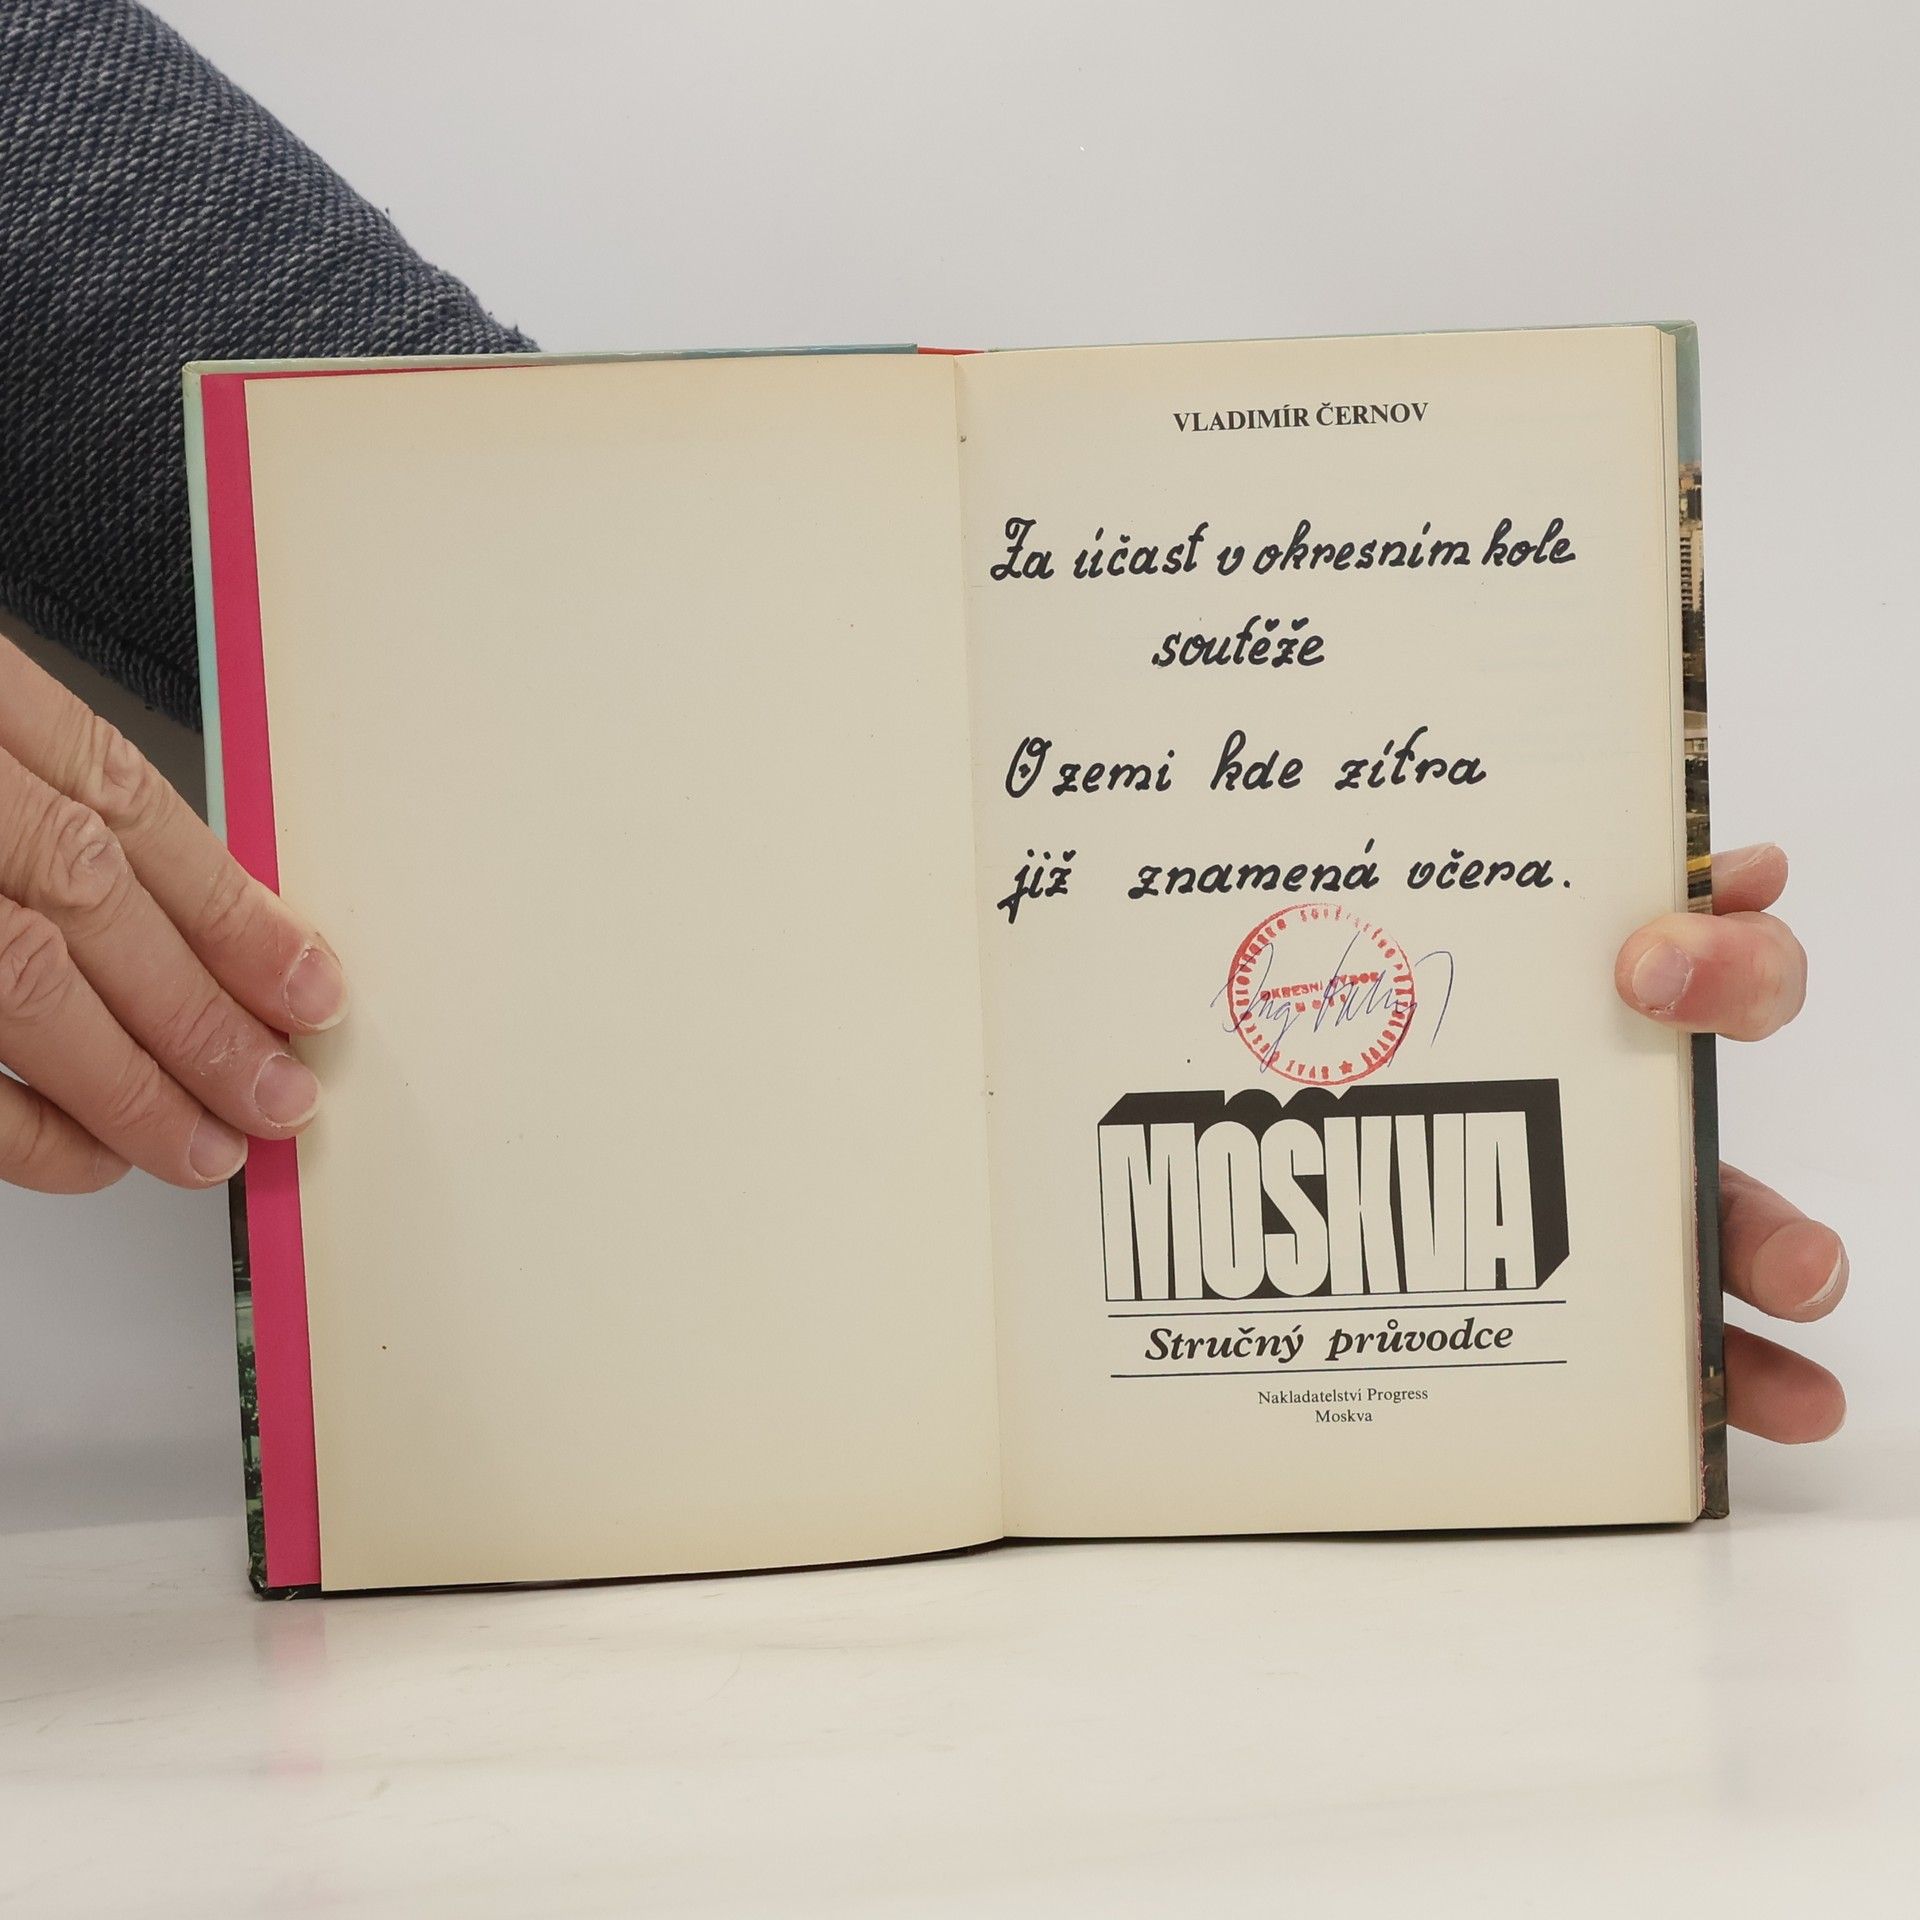 VLADIMÍR ČERNOV
Za účast v okresním kole
soutěže
O zemi kde zítra
již znamená včera.
OKRESNÍ VÝBOR
MOSKVA
Stručný průvodce
Nakladatelství Progress
Moskva